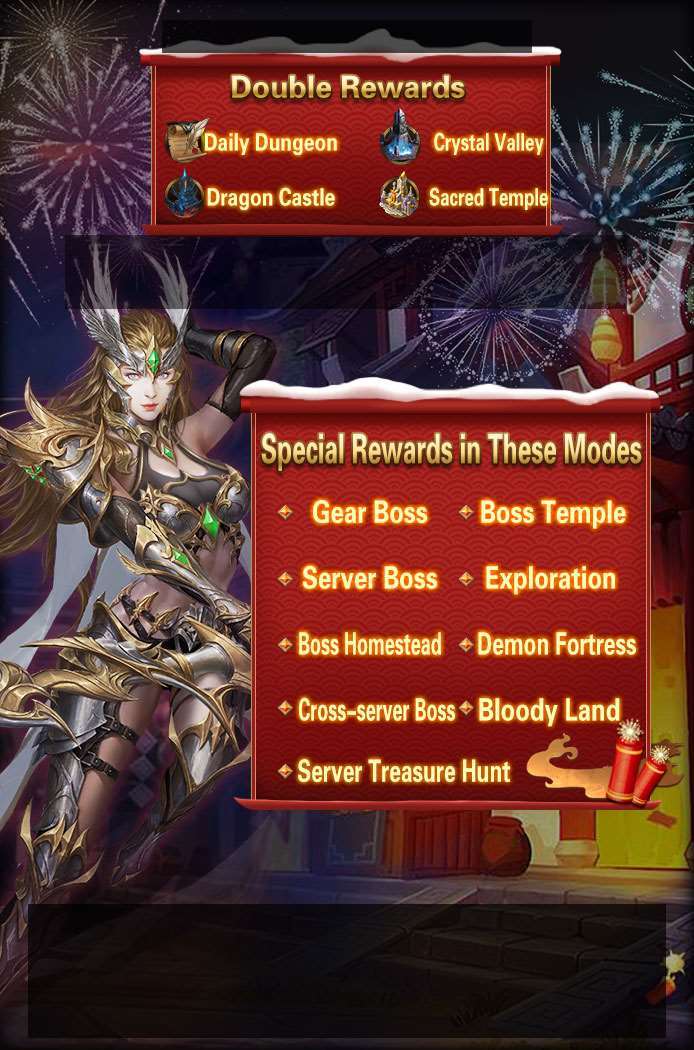 Double Rewards
Daily Dungeon Crystal Valley
Dragon Castle Sacred Temple
Special Rewards in These Modes
Gear Boss Boss Temple
Server Boss Exploration
Boss Homestead Demon Fortress
Cross-server Boss Bloody Land
Server Treasure Hunt